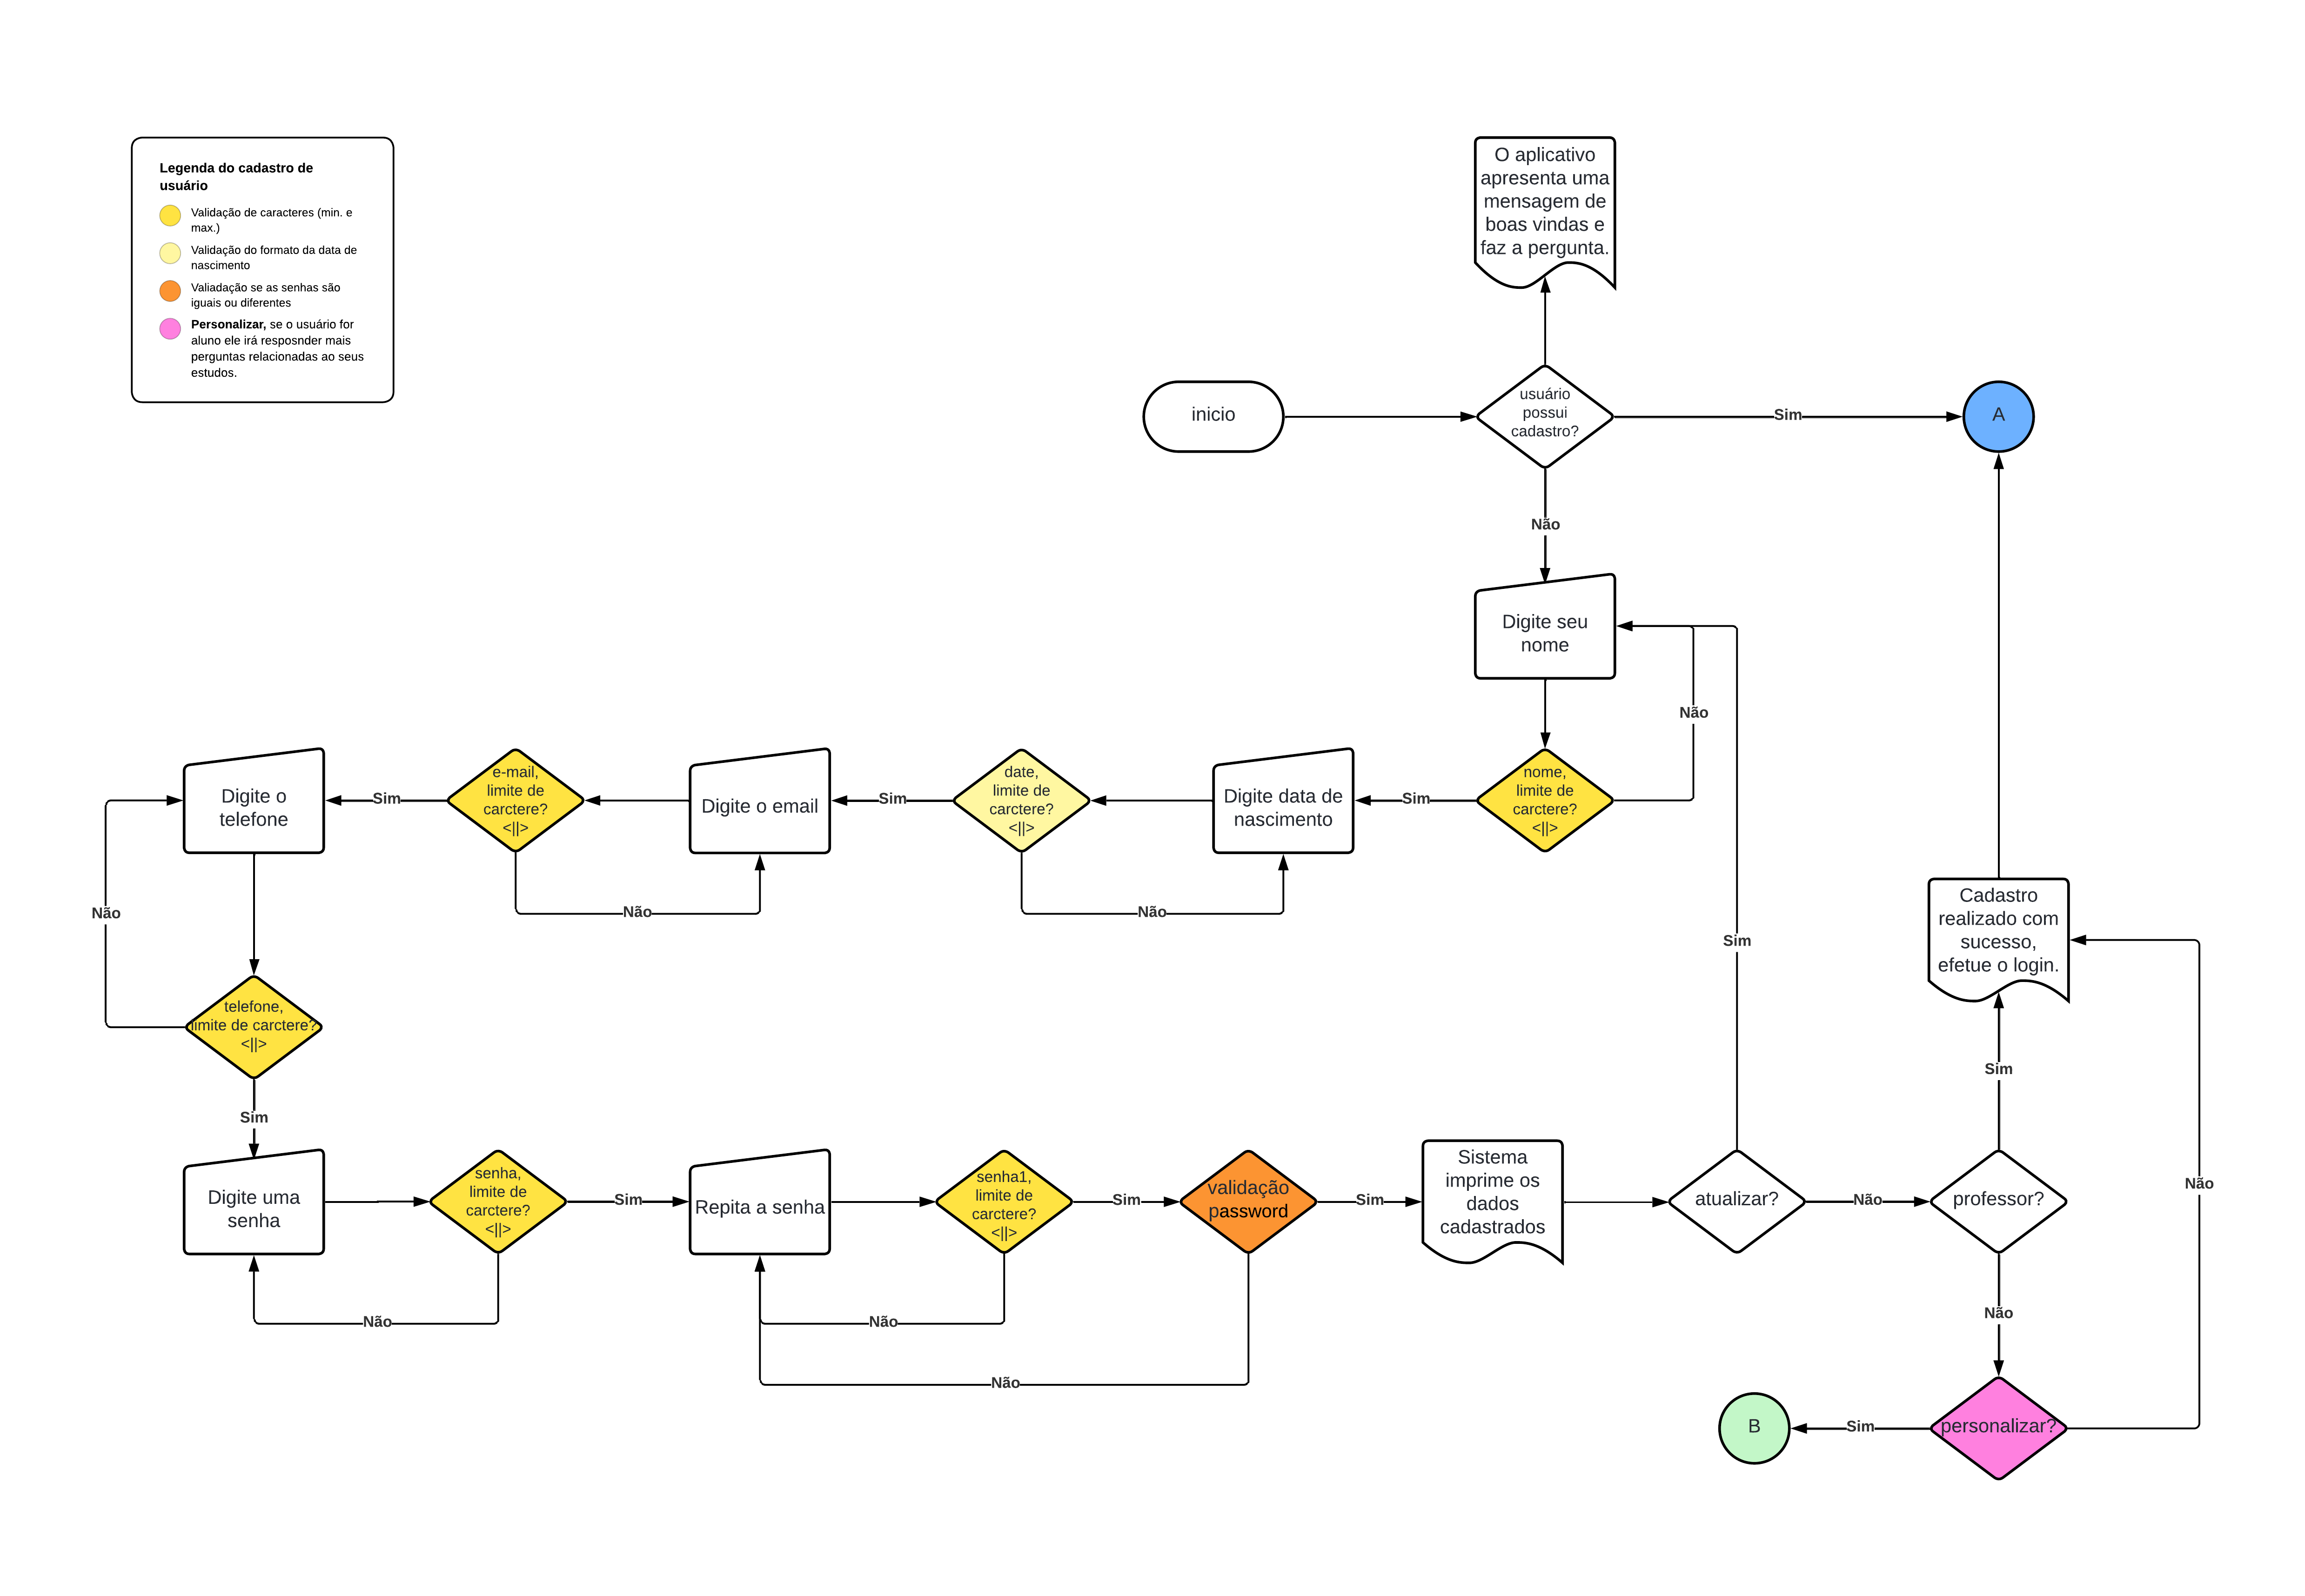 Legenda do cadastro de
usuário
Validação de caracteres (min. e
max.)
Validação do formato da data de
nascimento
Valiadação se as senhas são
iguais ou diferentes
Personalizar, se o usuário for
aluno ele irá resposnder mais
perguntas relacionadas ao seus
estudos.
O aplicativo
apresenta uma
mensagem de
boas vindas e
faz a pergunta.
inicio
usuário
possui
cadastro?
Sim
A
Não
Digite seu
nome
Não
nome,
limite de
carctere?
<||>
Sim
Digite data de
nascimento
date,
limite de
carctere?
<||>
Não
Sim
Digite o email
e-mail,
limite de
carctere?
<||>
Não
Sim
Digite o
telefone
Não
telefone,
limite de carctere?
<||>
Sim
Digite uma
senha
senha,
limite de
carctere?
<||>
Não
Sim
Repita a senha
senha1,
limite de
carctere?
<||>
Não
Sim
validação
password
Não
Sim
Sistema
imprime os
dados
cadastrados
atualizar?
Sim
Não
professor?
Sim
Cadastro
realizado com
sucesso,
efetue o login.
Não
Não
personalizar?
Sim
B